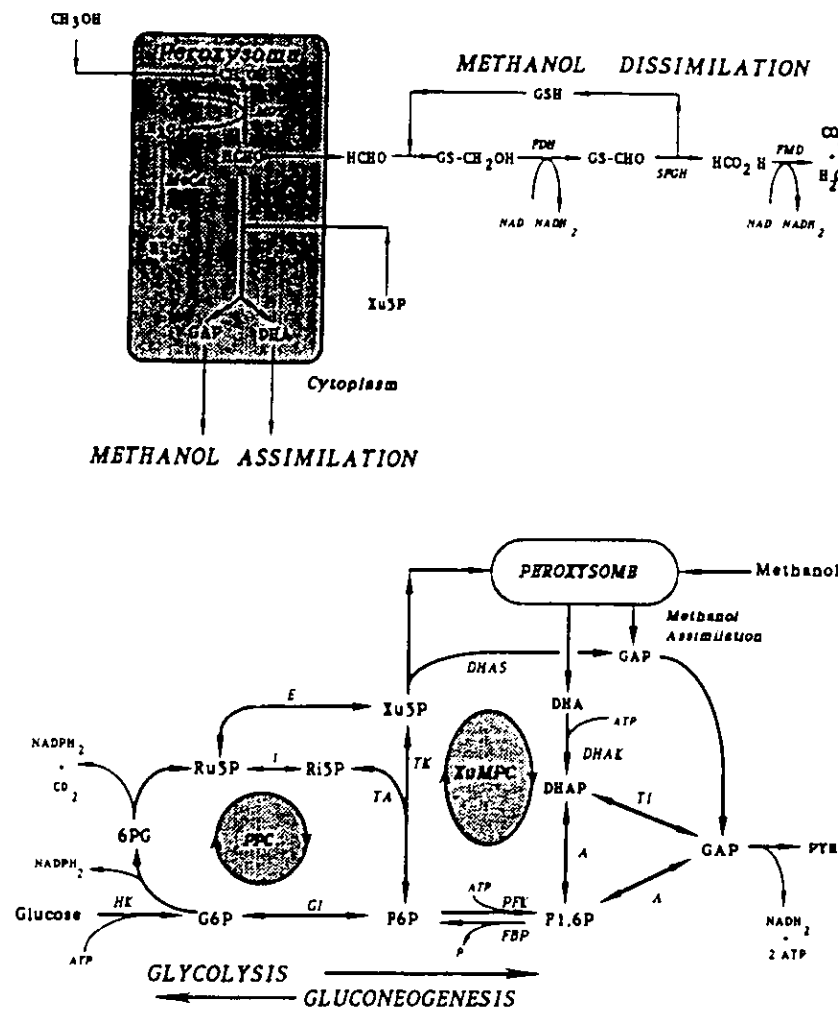 CH3OH
Peroxysome
METHANOL DISSIMILATION
GSH
HCHO
HCHO
GS-CH2OH
FDH
GS-CHO
SFGH
HCO2H
FMD
CO
+
H2
NAD NADH2
NAD NADH2
Xu5P
GAP
DHA
Cytoplasm
METHANOL ASSIMILATION
PEROXYSOME
Methanol
Methanol
Assimilation
GAP
DHAS
DHA
ATP
DHAK
E
Xu5P
NADPH2
+
CO2
Ru5P
I
Ri5P
TK
TA
XuMPC
DHAP
TI
6PG
PPC
GAP
PYR
NADPH2
A
A
Glucose
HK
G6P
GI
F6P
ATP
PFK
FBP
P
F1,6P
ATP
NADH2
+
2 ATP
GLYCOLYSIS
GLUCONEOGENESIS